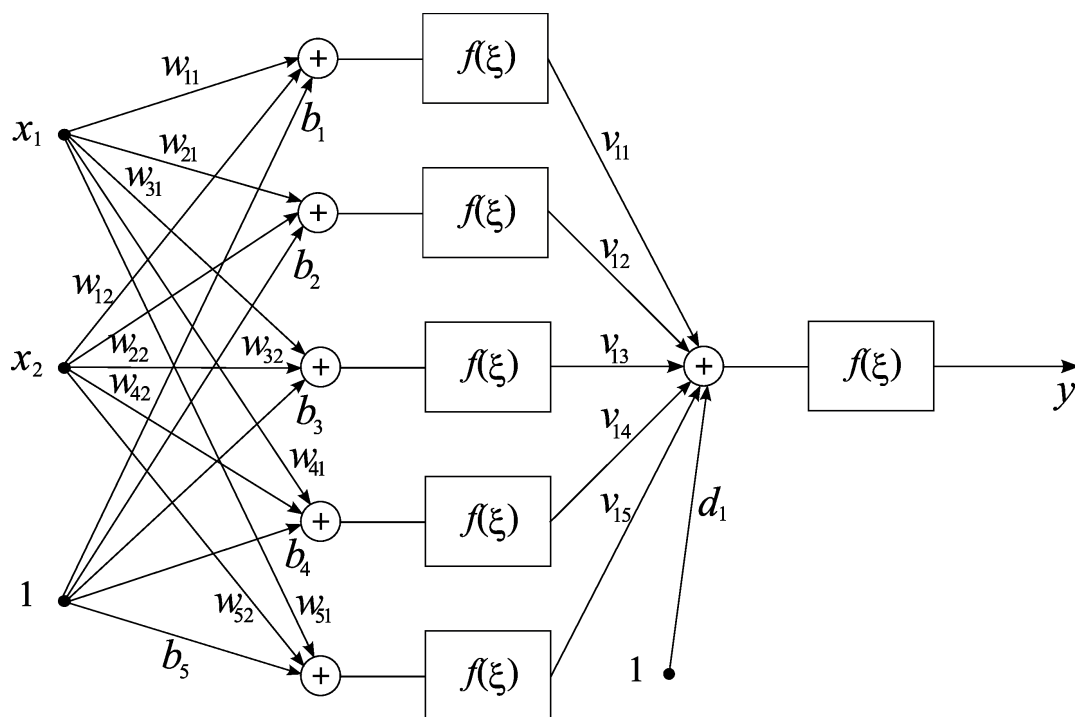 f(ξ)
w₁₁
x₁
b₁
v₁₁
w₂₁
w₃₁
f(ξ)
b₂
v₁₂
w₁₂
w₂₂
w₃₂
x₂
f(ξ)
v₁₃
f(ξ)
y
w₄₂
b₃
v₁₄
w₄₁
f(ξ)
v₁₅
d₁
b₄
1
w₅₂
w₅₁
b₅
f(ξ)
1